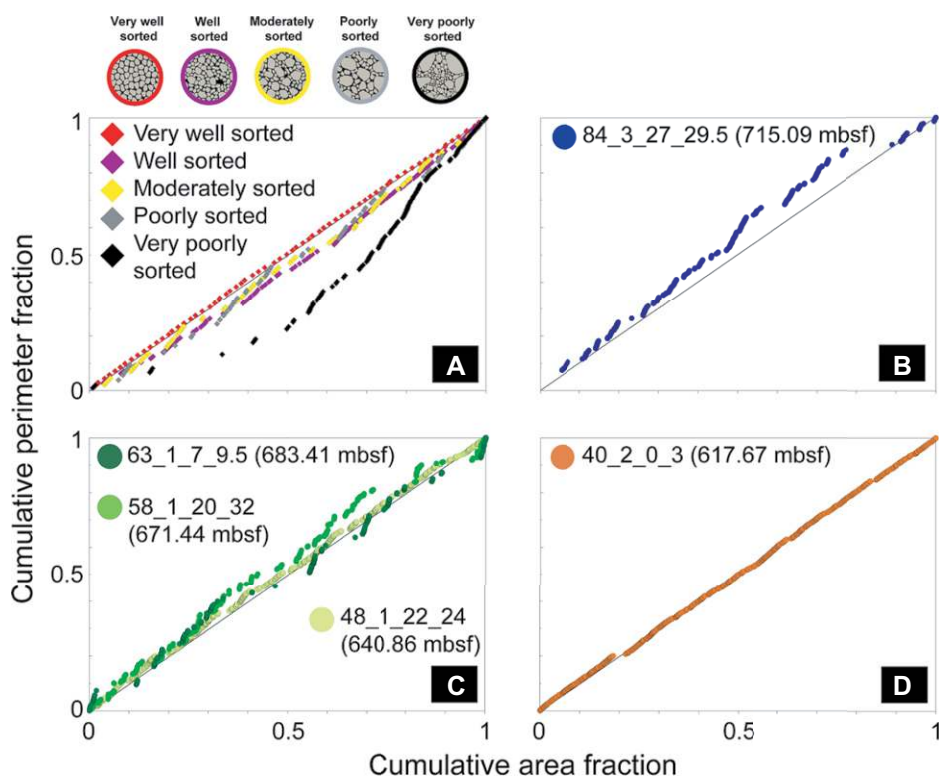 Very well sorted
Well sorted
Moderately sorted
Poorly sorted
Very poorly sorted
1
0.5
0
Very well sorted
Well sorted
Moderately sorted
Poorly sorted
Very poorly
sorted
A
84_3_27_29.5 (715.09 mbsf)
B
Cumulative perimeter fraction
1
0.5
0
63_1_7_9.5 (683.41 mbsf)
58_1_20_32
(671.44 mbsf)
48_1_22_24
(640.86 mbsf)
C
0
0.5
1
40_2_0_3 (617.67 mbsf)
D
0
0.5
1
Cumulative area fraction